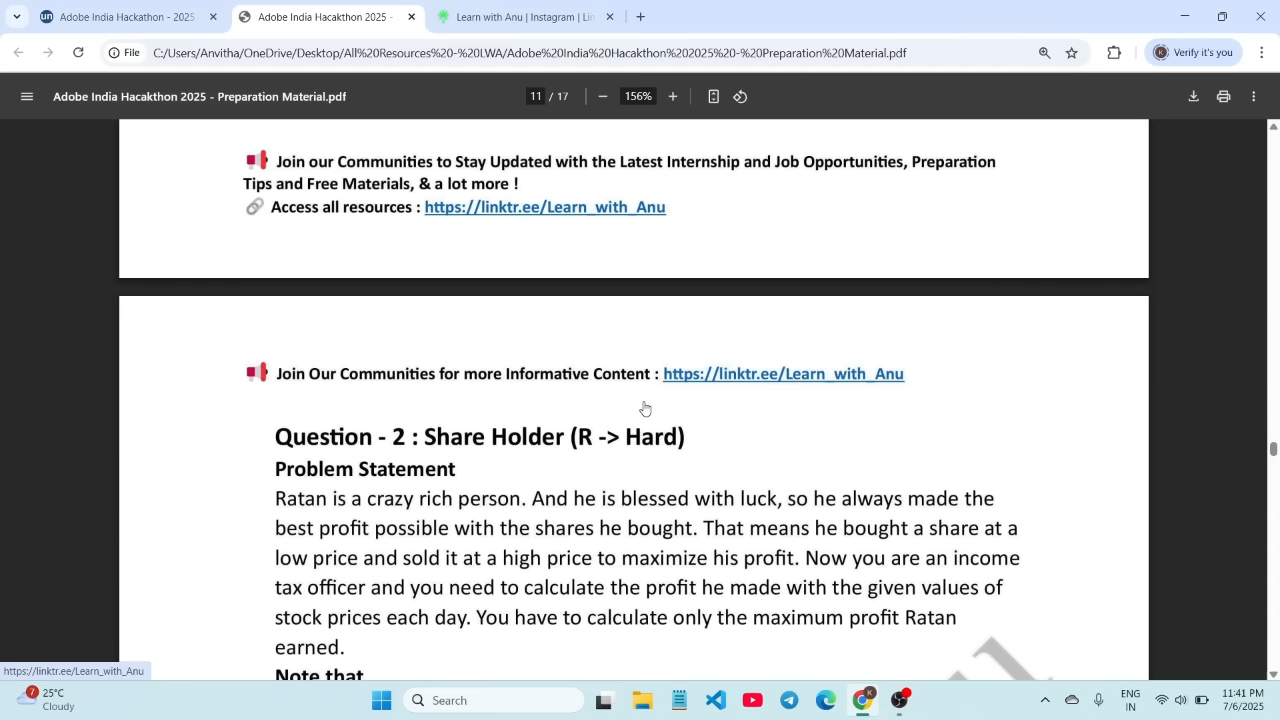 Adobe India Hackathon - 2025
Adobe India Hacakthon 2025 -
Learn with Anu | Instagram | Lin
File
C:/Users/Anvitha/OneDrive/Desktop/All%20Resources%20-%20LWA/Adobe%20India%20Hacakthon%202025%20-%20Preparation%20Material.pdf
K
Verify it's you
Adobe India Hacakthon 2025 - Preparation Material.pdf
11 / 17
156%
Join our Communities to Stay Updated with the Latest Internship and Job Opportunities, Preparation
Tips and Free Materials, & a lot more !
Access all resources : https://linktr.ee/Learn_with_Anu
Join Our Communities for more Informative Content : https://linktr.ee/Learn_with_Anu
Question - 2 : Share Holder (R -> Hard)
Problem Statement
Ratan is a crazy rich person. And he is blessed with luck, so he always made the
best profit possible with the shares he bought. That means he bought a share at a
low price and sold it at a high price to maximize his profit. Now you are an income
tax officer and you need to calculate the profit he made with the given values of
stock prices each day. You have to calculate only the maximum profit Ratan
earned.
Note that
https://linktr.ee/Learn_with_Anu
7
25°C
Cloudy
Search
K
ENG
IN
11:41 PM
7/6/2025